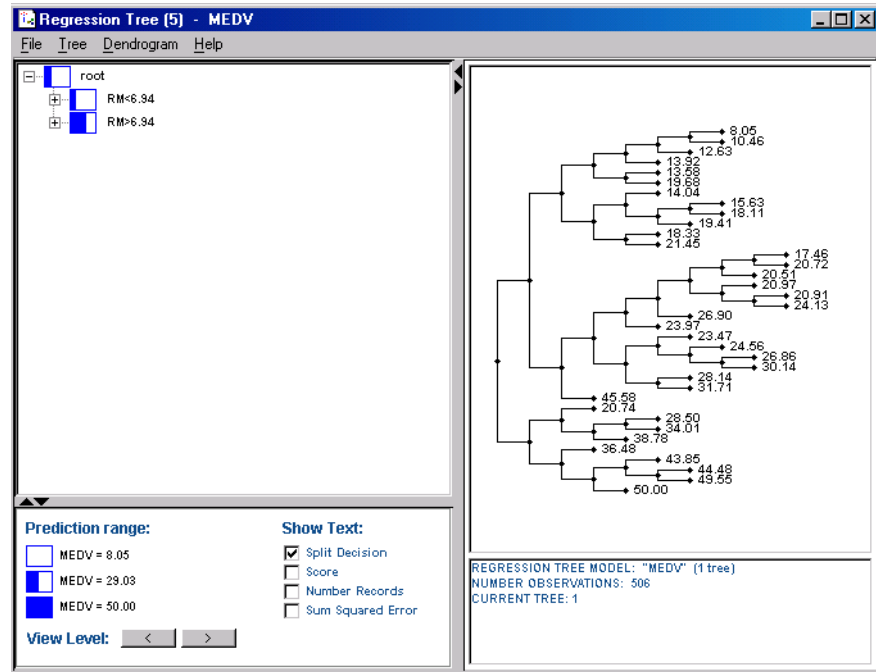 Regression Tree (5) - MEDV
File Tree Dendrogram Help
root
RM<6.94
RM>6.94
8.05
10.46
12.63
13.92
13.58
19.68
14.04
15.63
18.11
19.41
18.33
21.45
17.46
20.72
20.51
20.97
20.91
24.13
26.90
23.97
23.47
24.56
26.86
30.14
28.14
31.71
45.58
20.74
28.50
34.01
38.78
36.48
43.85
44.48
49.55
50.00
Prediction range:
MEDV = 8.05
MEDV = 29.03
MEDV = 50.00
View Level: < >
Show Text:
Split Decision
Score
Number Records
Sum Squared Error
REGRESSION TREE MODEL: "MEDV" (1 tree)
NUMBER OBSERVATIONS: 506
CURRENT TREE: 1